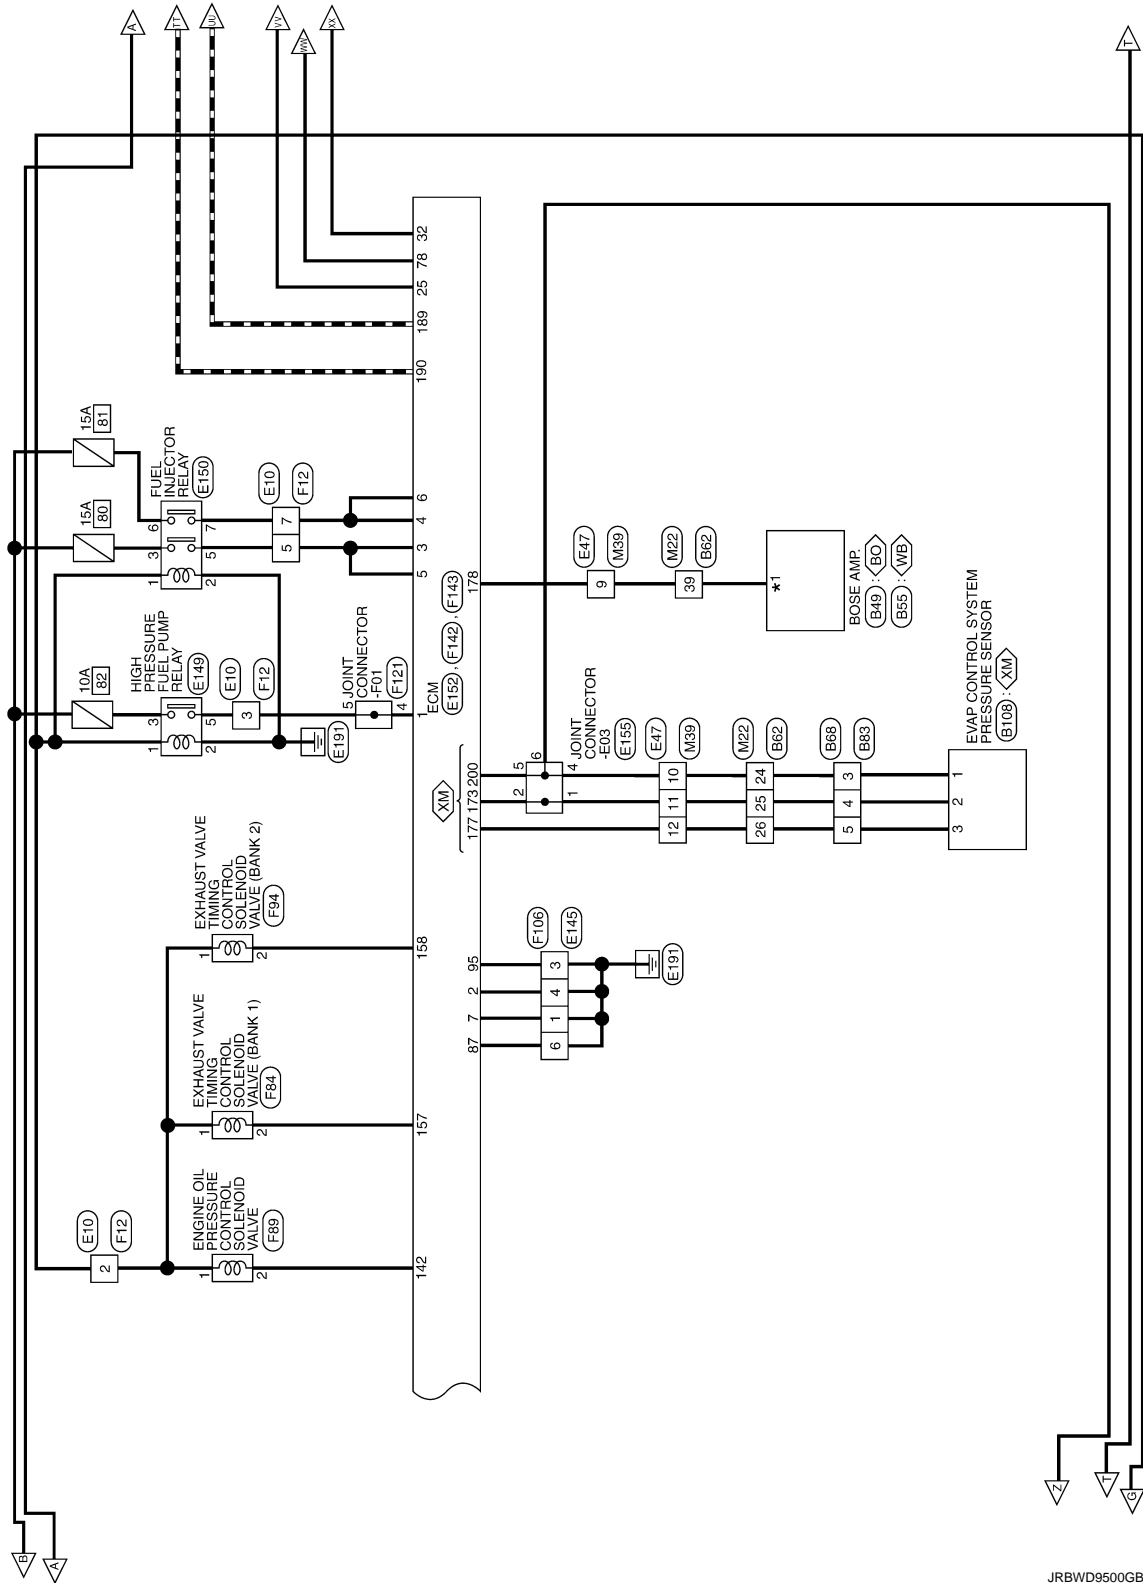 A
TT
UU
VV
WW
XX
T
32
78
25
189
190
15A
81
15A
80
FUEL
INJECTOR
RELAY
E150
6
3
1
7
5
2
E10
F12
7
5
6
4
3
5
10A
82
HIGH
PRESSURE
FUEL PUMP
RELAY
E149
3
1
5
2
E10
F12
3
E191
5
JOINT
CONNECTOR
-F01
F121
4
1
ECM
E152 , F142 , F143
178
E47
M39
9
M22
B62
39
*1
BOSE AMP.
B49 : BO
B55 : WB
XM
177
173
200
2
5
6
1
4
JOINT
CONNECTOR
-E03
E155
E47
M39
12
11
10
M22
B62
26
25
24
B68
B83
5
4
3
3
2
1
EVAP CONTROL SYSTEM
PRESSURE SENSOR
B108 : XM
EXHAUST VALVE
TIMING
CONTROL
SOLENOID
VALVE (BANK 2)
F94
1
2
158
EXHAUST VALVE
TIMING
CONTROL
SOLENOID
VALVE (BANK 1)
F84
1
2
157
ENGINE OIL
PRESSURE
CONTROL
SOLENOID
VALVE
F89
1
2
142
E10
F12
2
87
7
2
95
F106
E145
6
1
4
3
E191
B
A
Z
T
G
JRBWD9500GB